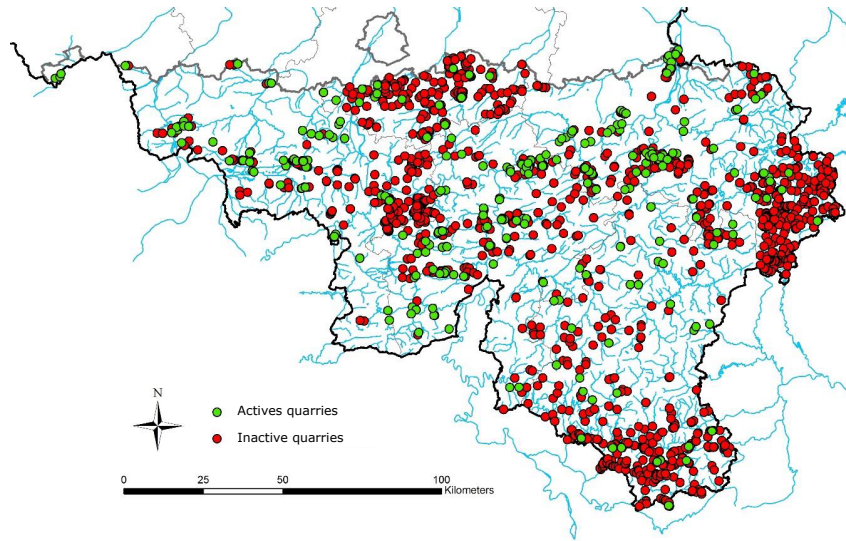 N
Actives quarries
Inactive quarries
0 25 50 100
Kilometers